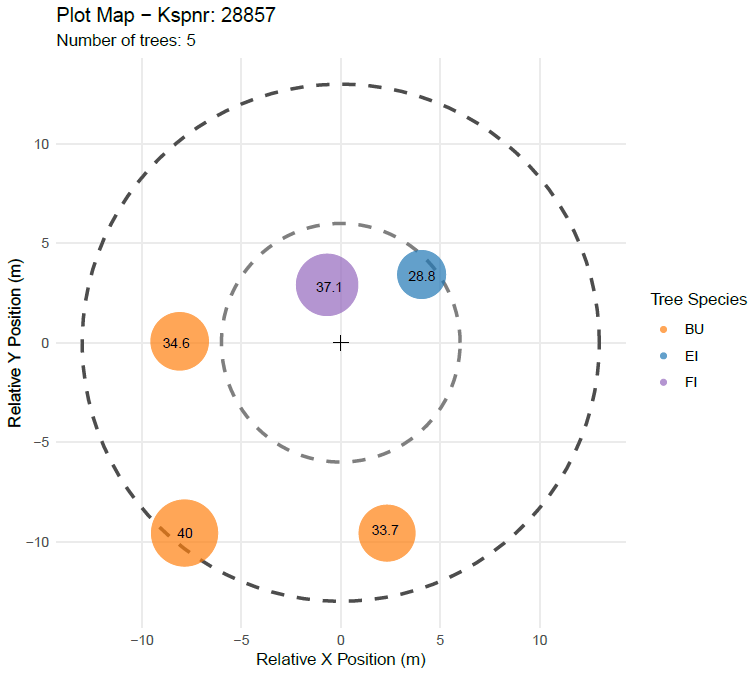 Plot Map − Kspnr: 28857
Number of trees: 5
10
5
0
−5
−10
Relative Y Position (m)
37.1
28.8
34.6
40
33.7
−10
−5
0
5
10
Relative X Position (m)
Tree Species
BU
EI
FI